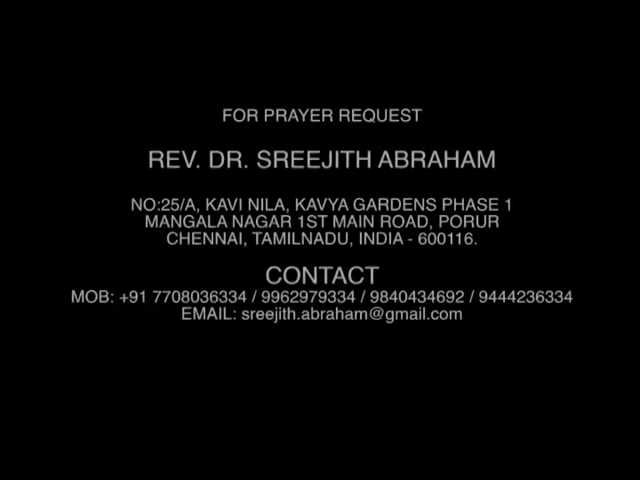 FOR PRAYER REQUEST
REV. DR. SREEJITH ABRAHAM
NO:25/A, KAVI NILA, KAVYA GARDENS PHASE 1
MANGALA NAGAR 1ST MAIN ROAD, PORUR
CHENNAI, TAMILNADU, INDIA - 600116.
CONTACT
MOB: +91 7708036334 / 9962979334 / 9840434692 / 9444236334
EMAIL: sreejith.abraham@gmail.com